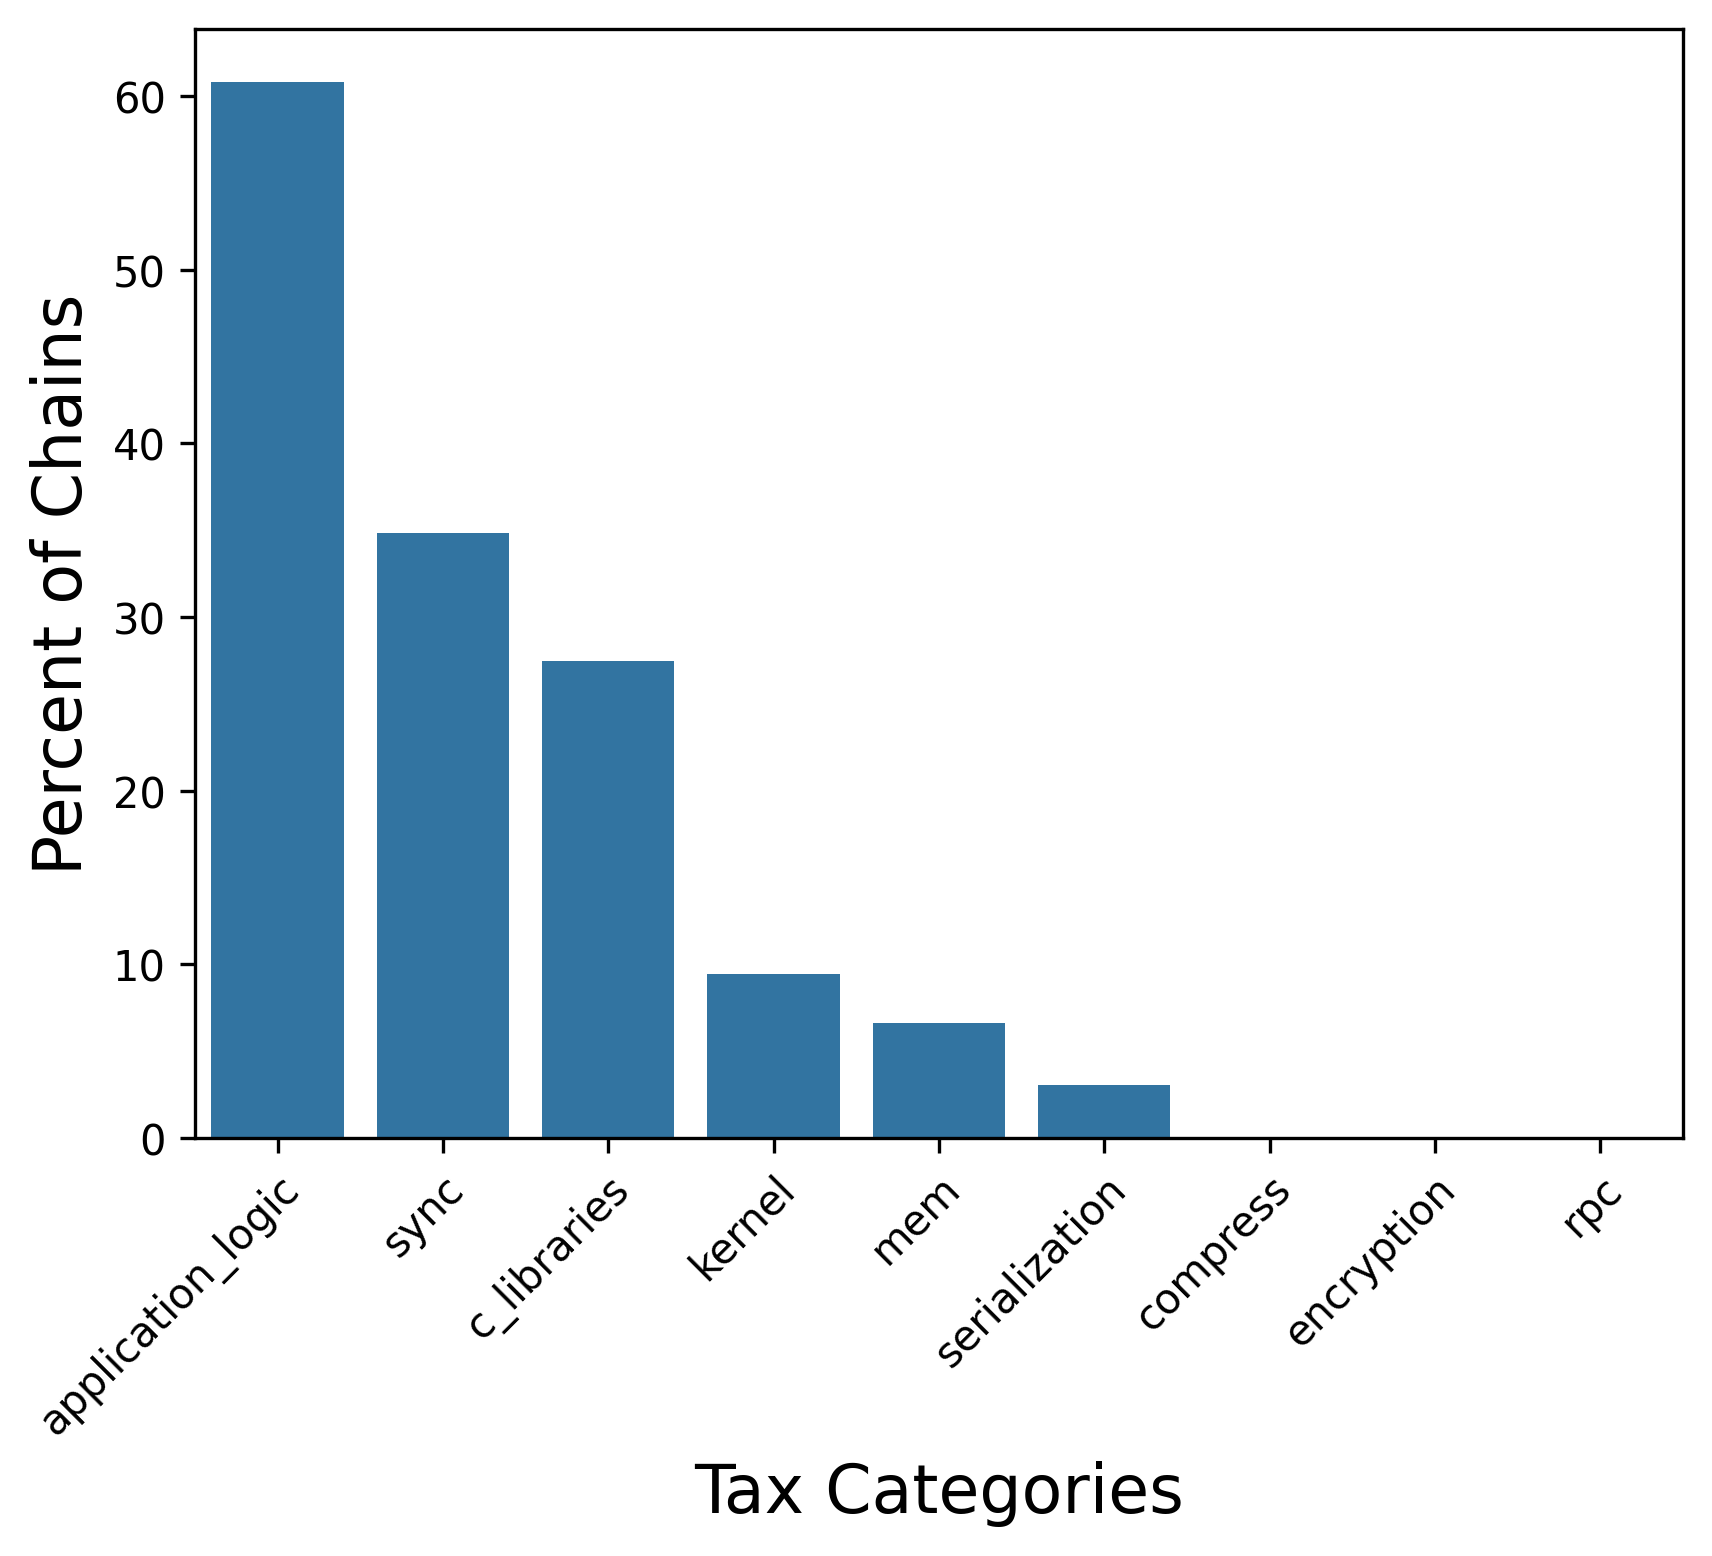 60
50
40
30
20
10
0
Percent of Chains
application_logic
sync
c_libraries
kernel
mem
serialization
compress
encryption
rpc
Tax Categories